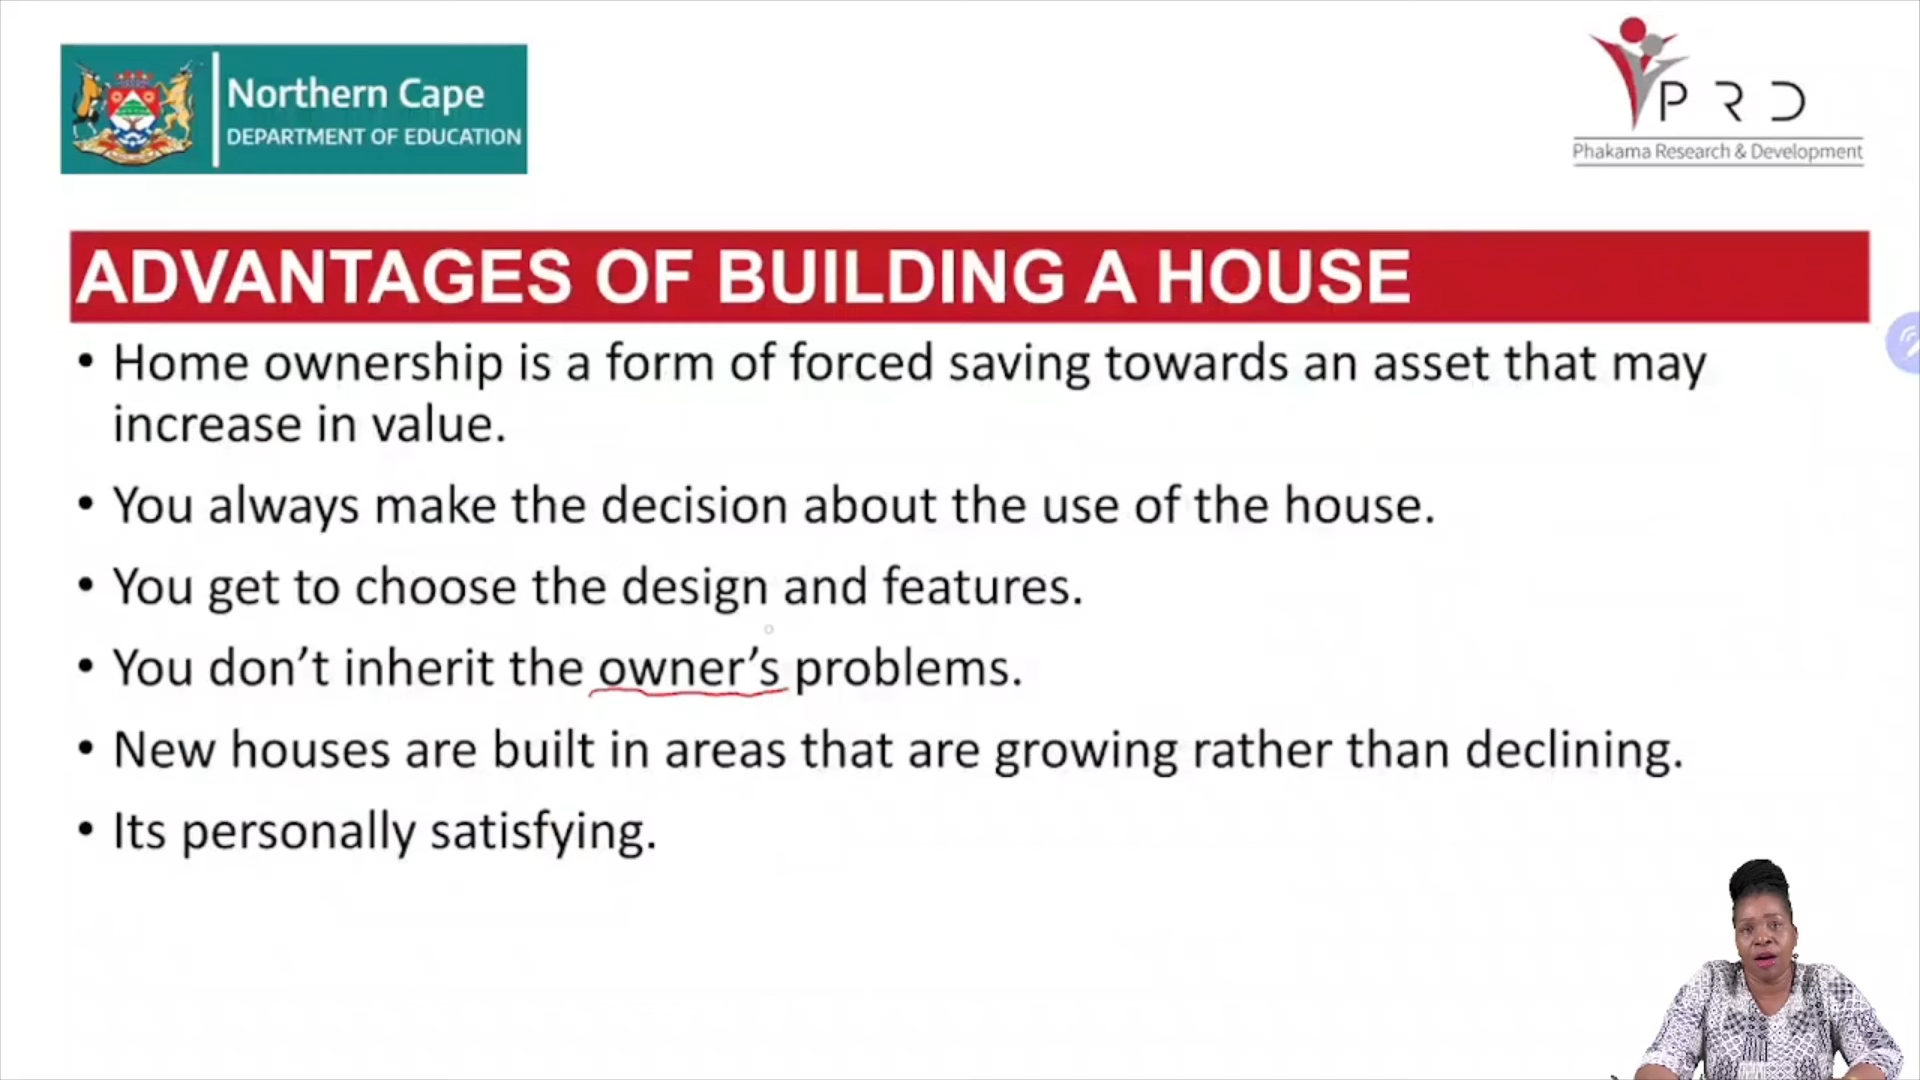 Northern Cape
DEPARTMENT OF EDUCATION
PRD
Phakama Research & Development
ADVANTAGES OF BUILDING A HOUSE
• Home ownership is a form of forced saving towards an asset that may
increase in value.
• You always make the decision about the use of the house.
• You get to choose the design and features.
• You don’t inherit the owner’s problems.
• New houses are built in areas that are growing rather than declining.
• Its personally satisfying.